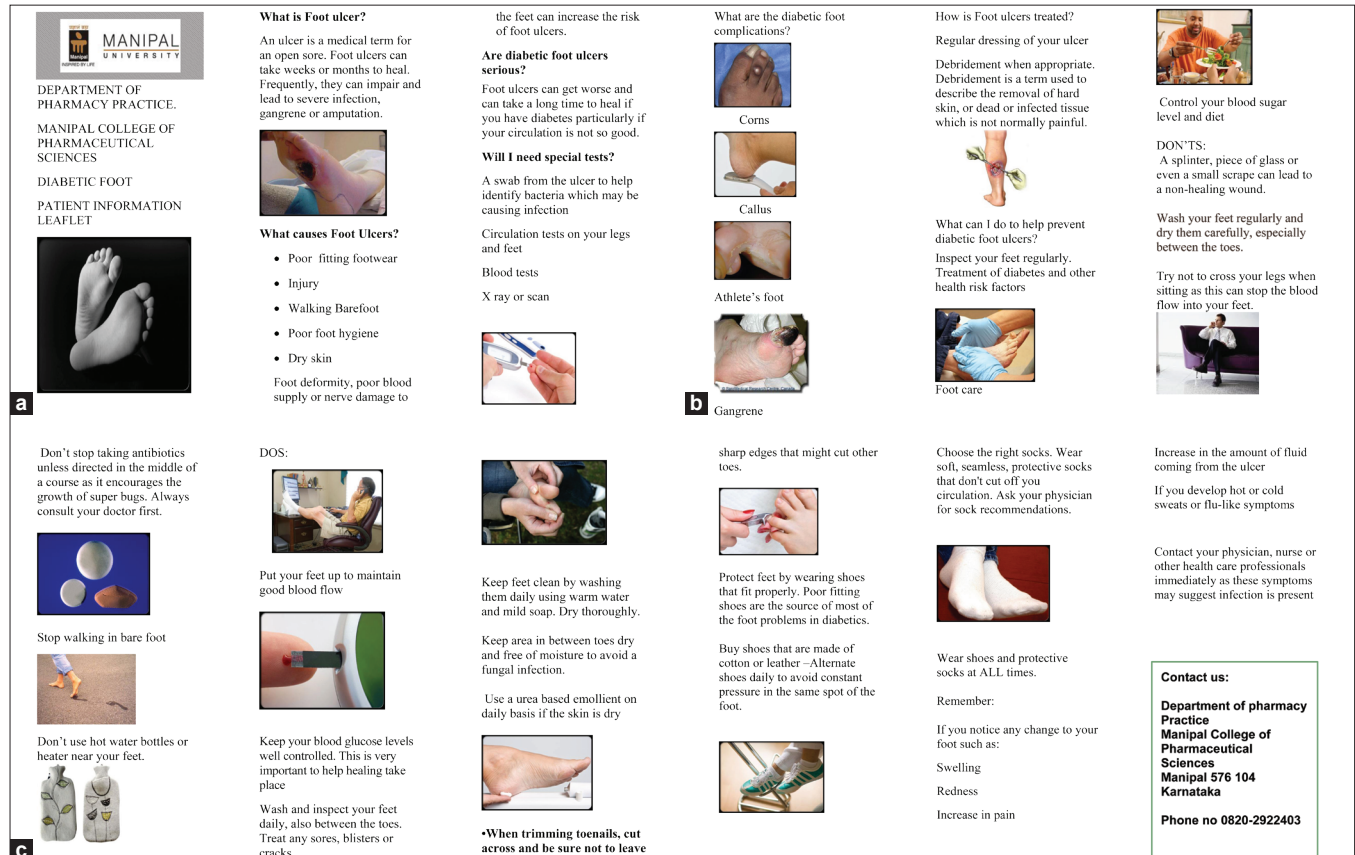 MANIPAL
UNIVERSITY
Manipal
INSPIRED BY LIFE
DEPARTMENT OF
PHARMACY PRACTICE.
MANIPAL COLLEGE OF
PHARMACEUTICAL
SCIENCES
DIABETIC FOOT
PATIENT INFORMATION
LEAFLET
a
What is Foot ulcer?
An ulcer is a medical term for
an open sore. Foot ulcers can
take weeks or months to heal.
Frequently, they can impair and
lead to severe infection,
gangrene or amputation.
What causes Foot Ulcers?
• Poor fitting footwear
• Injury
• Walking Barefoot
• Poor foot hygiene
• Dry skin
Foot deformity, poor blood
supply or nerve damage to
the feet can increase the risk
of foot ulcers.
Are diabetic foot ulcers
serious?
Foot ulcers can get worse and
can take a long time to heal if
you have diabetes particularly if
your circulation is not so good.
Will I need special tests?
A swab from the ulcer to help
identify bacteria which may be
causing infection
Circulation tests on your legs
and feet
Blood tests
X ray or scan
b
What are the diabetic foot
complications?
Corns
Callus
Athlete's foot
Gangrene
How is Foot ulcers treated?
Regular dressing of your ulcer
Debridement when appropriate.
Debridement is a term used to
describe the removal of hard
skin, or dead or infected tissue
which is not normally painful.
What can I do to help prevent
diabetic foot ulcers?
Inspect your feet regularly.
Treatment of diabetes and other
health risk factors
Foot care
Control your blood sugar
level and diet
DON'TS:
A splinter, piece of glass or
even a small scrape can lead to
a non-healing wound.
Wash your feet regularly and
dry them carefully, especially
between the toes.
Try not to cross your legs when
sitting as this can stop the blood
flow into your feet.
c
Don't stop taking antibiotics
unless directed in the middle of
a course as it encourages the
growth of super bugs. Always
consult your doctor first.
Stop walking in bare foot
Don't use hot water bottles or
heater near your feet.
DOS:
Put your feet up to maintain
good blood flow
Keep your blood glucose levels
well controlled. This is very
important to help healing take
place
Wash and inspect your feet
daily, also between the toes.
Treat any sores, blisters or
cracks
Keep feet clean by washing
them daily using warm water
and mild soap. Dry thoroughly.
Keep area in between toes dry
and free of moisture to avoid a
fungal infection.
Use a urea based emollient on
daily basis if the skin is dry
•When trimming toenails, cut
across and be sure not to leave
sharp edges that might cut other
toes.
Protect feet by wearing shoes
that fit properly. Poor fitting
shoes are the source of most of
the foot problems in diabetics.
Buy shoes that are made of
cotton or leather –Alternate
shoes daily to avoid constant
pressure in the same spot of the
foot.
Choose the right socks. Wear
soft, seamless, protective socks
that don't cut off you
circulation. Ask your physician
for sock recommendations.
Wear shoes and protective
socks at ALL times.
Remember:
If you notice any change to your
foot such as:
Swelling
Redness
Increase in pain
Increase in the amount of fluid
coming from the ulcer
If you develop hot or cold
sweats or flu-like symptoms
Contact your physician, nurse or
other health care professionals
immediately as these symptoms
may suggest infection is present
Contact us:
Department of pharmacy
Practice
Manipal College of
Pharmaceutical
Sciences
Manipal 576 104
Karnataka
Phone no 0820-2922403